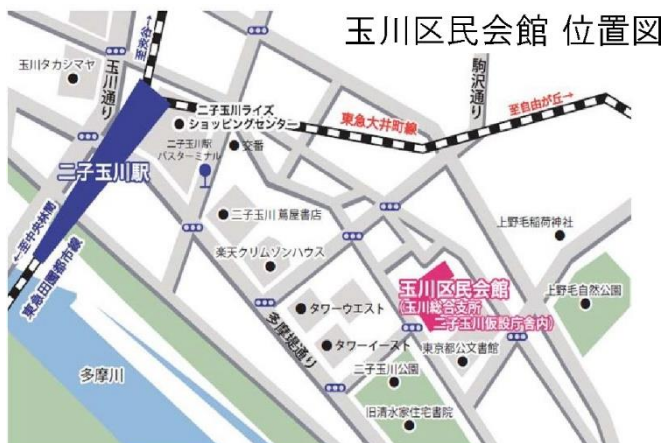 玉川区民会館 位置図
至渋谷→
玉川タカシマヤ
玉川通り
駒沢通り
二子玉川ライズ
ショッピングセンター
東急大井町線
至自由が丘→
二子玉川駅
バスターミナル
交番
二子玉川駅
二子玉川 蔦屋書店
上野毛稲荷神社
楽天クリムゾンハウス
←至中央林間
東急田園都市線
玉川区民会館
(玉川総合支所
二子玉川仮設庁舎内)
上野毛自然公園
タワーウエスト
多摩堤通り
タワーイースト
東京都公文書館
多摩川
二子玉川公園
旧清水家住宅書院